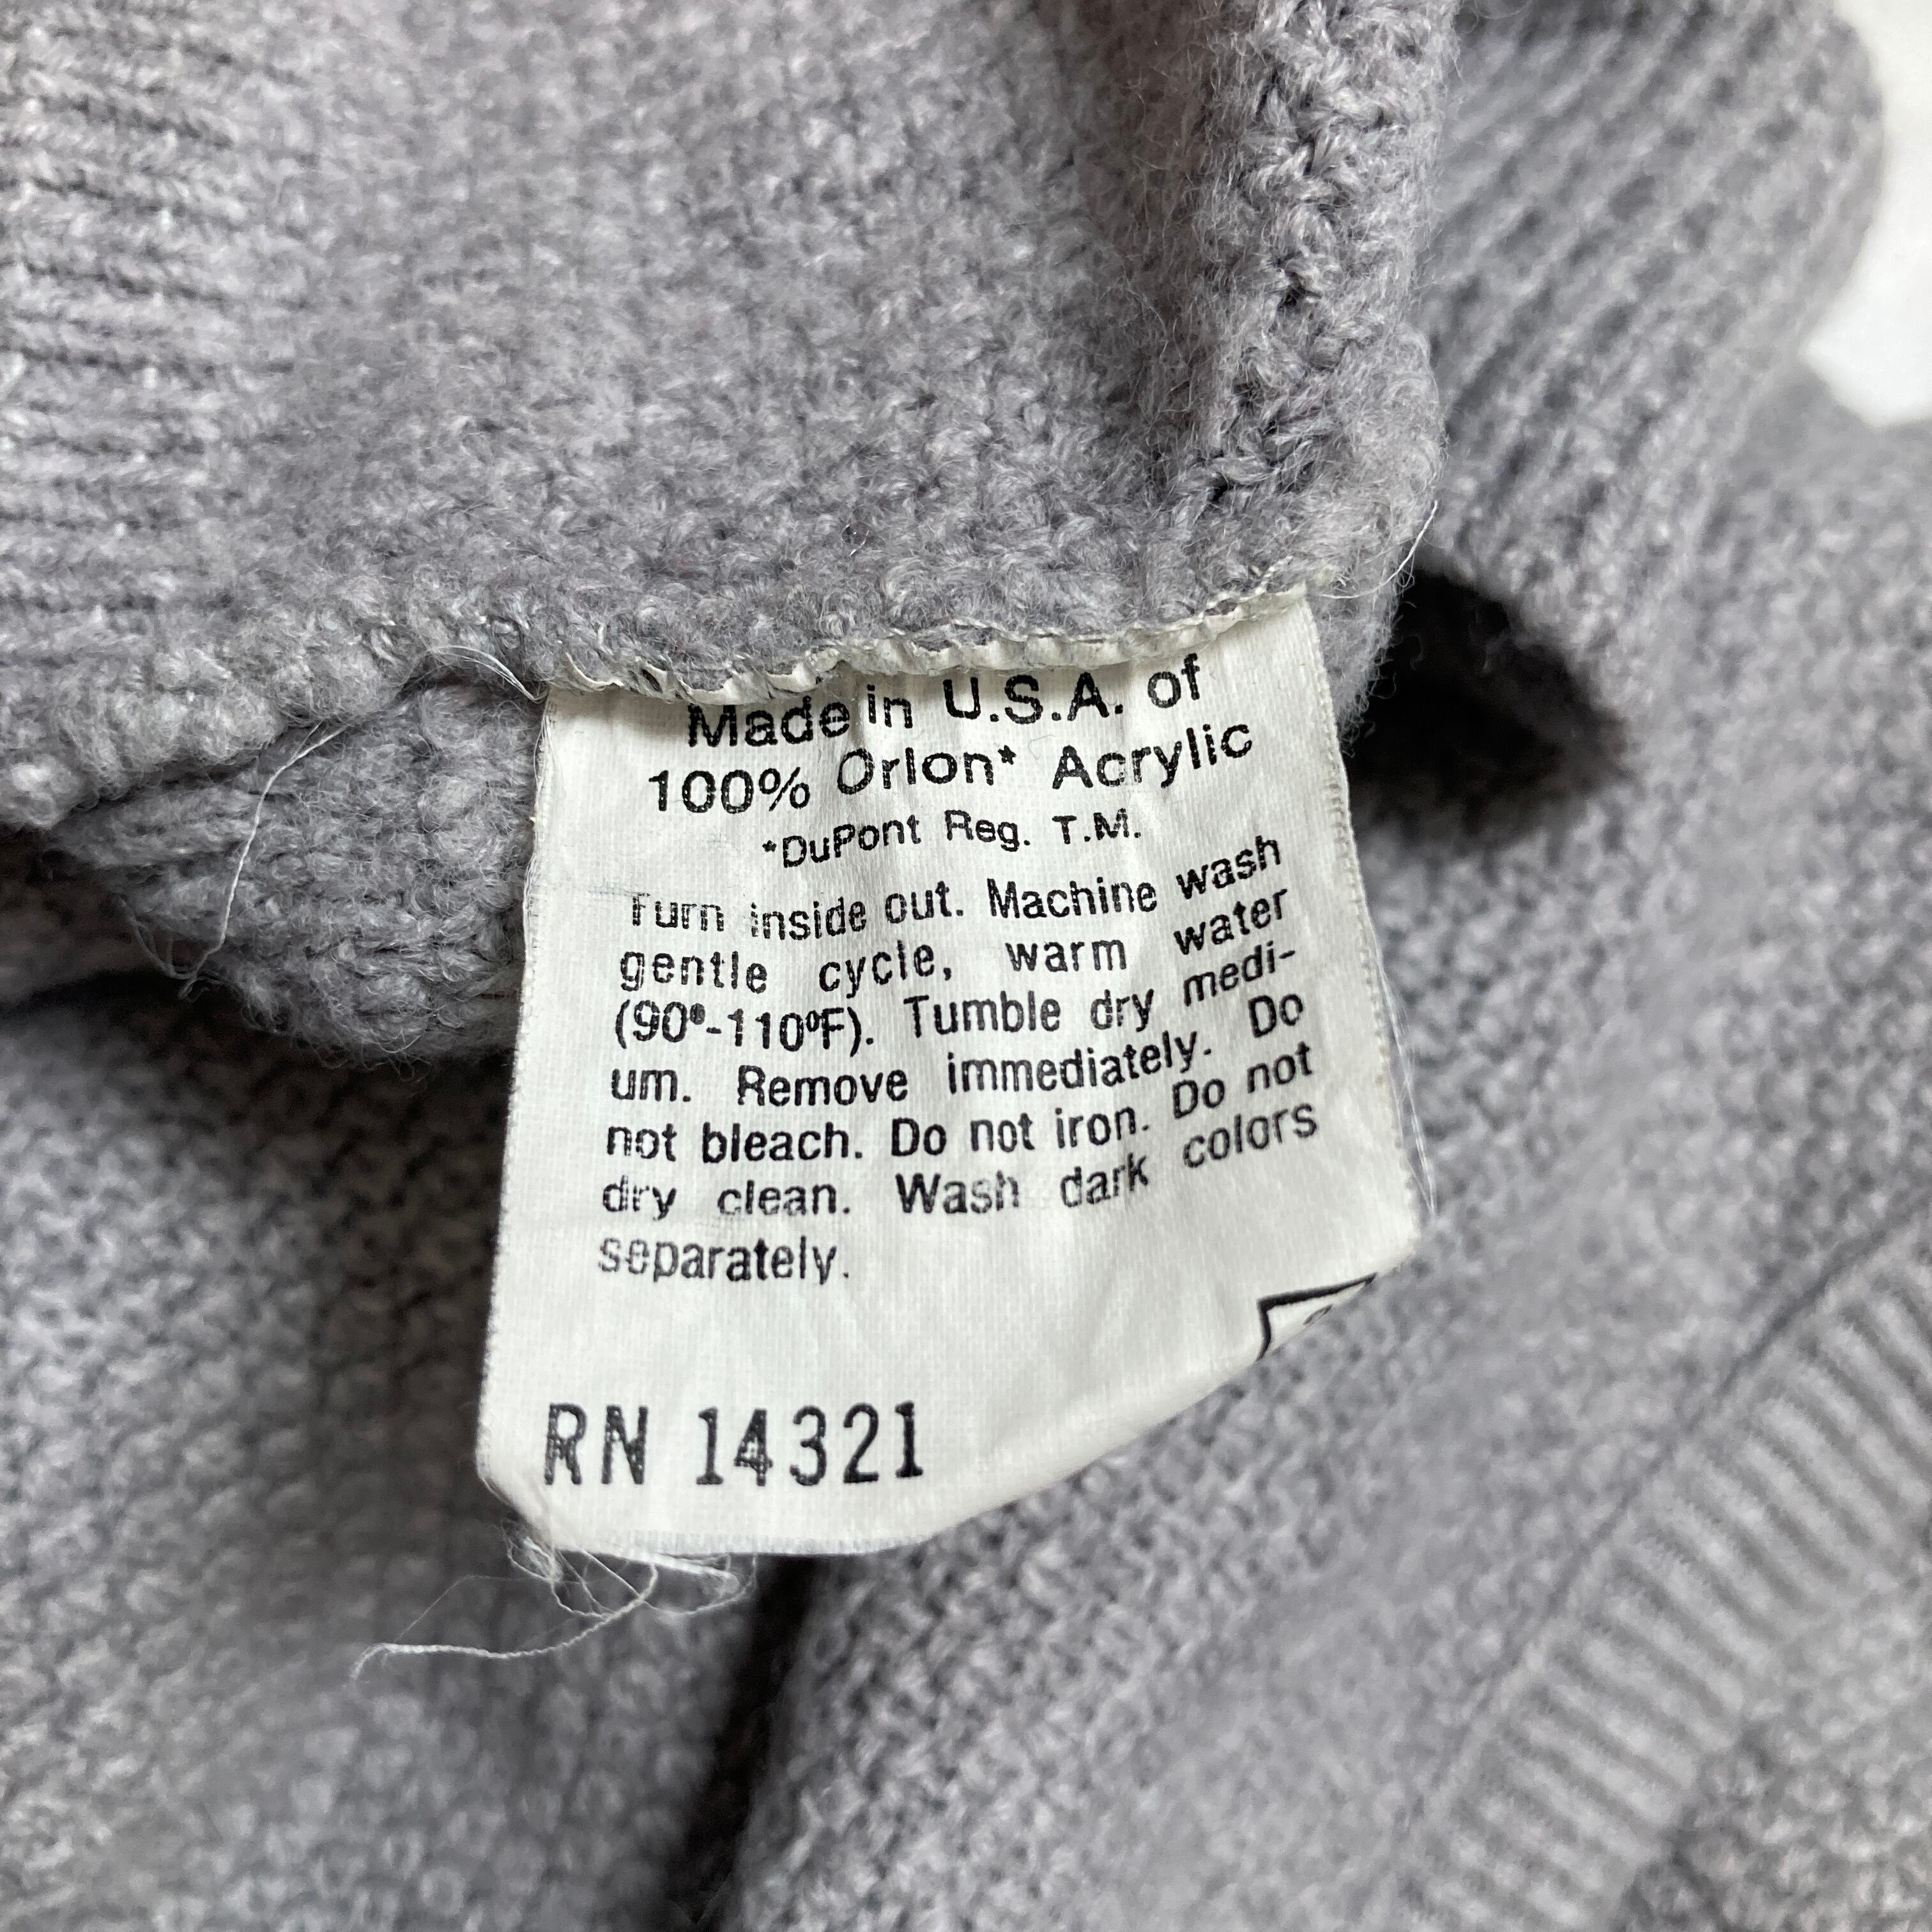 Made in U.S.A. of
100% Orlon* Acrylic
*DuPont Reg. T.M.
Turn inside out. Machine wash
gentle cycle, warm water
(90º-110ºF). Tumble dry medi-
um. Remove immediately. Do
not bleach. Do not iron. Do not
dry clean. Wash dark colors
separately.
RN 14321